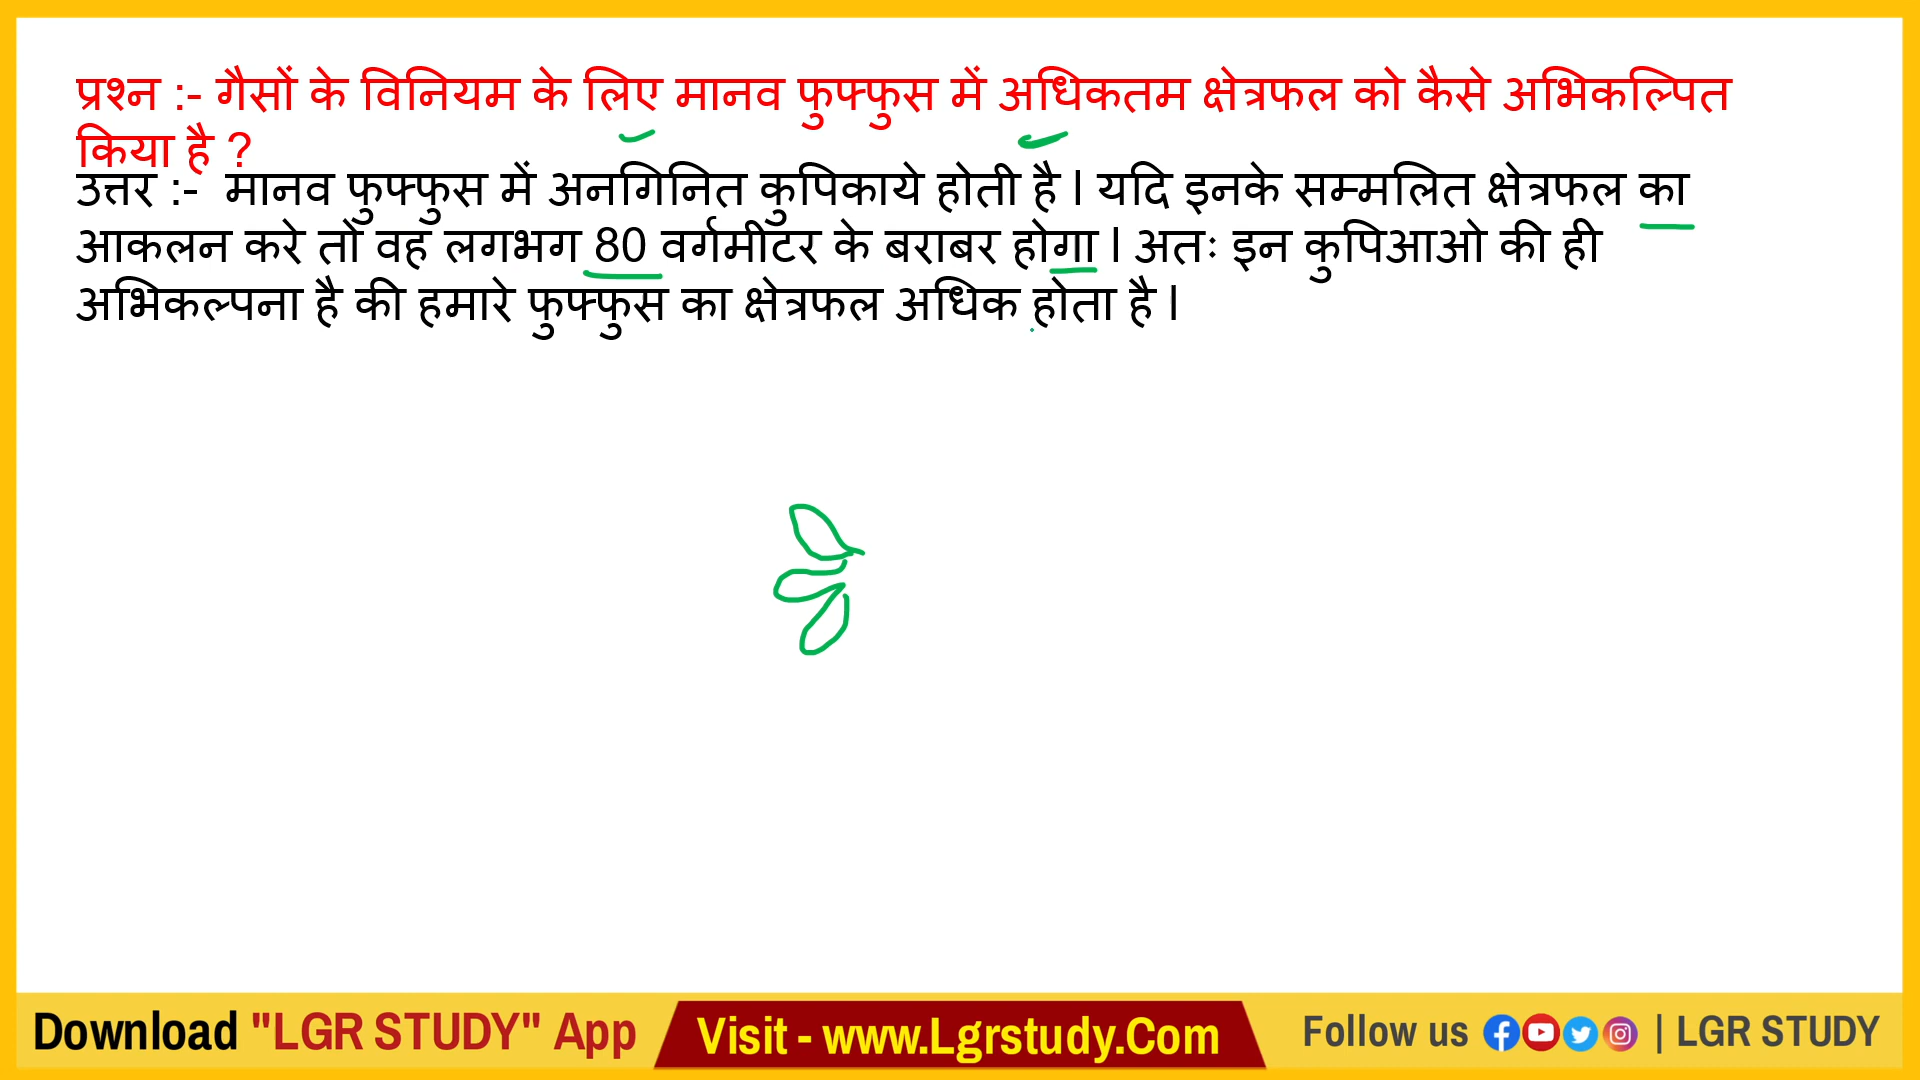 प्रश्न :- गैसों के विनियम के लिए मानव फुफ्फुस में अधिकतम क्षेत्रफल को कैसे अभिकल्पित
किया है ?
उत्तर :- मानव फुफ्फुस में अनगिनित कुपिकाये होती है l यदि इनके सम्मलित क्षेत्रफल का
आकलन करे तो वह लगभग 80 वर्गमीटर के बराबर होगा l अतः इन कुपिआओ की ही
अभिकल्पना है की हमारे फुफ्फुस का क्षेत्रफल अधिक होता है l
Download "LGR STUDY" App
Visit - www.Lgrstudy.Com
Follow us | LGR STUDY